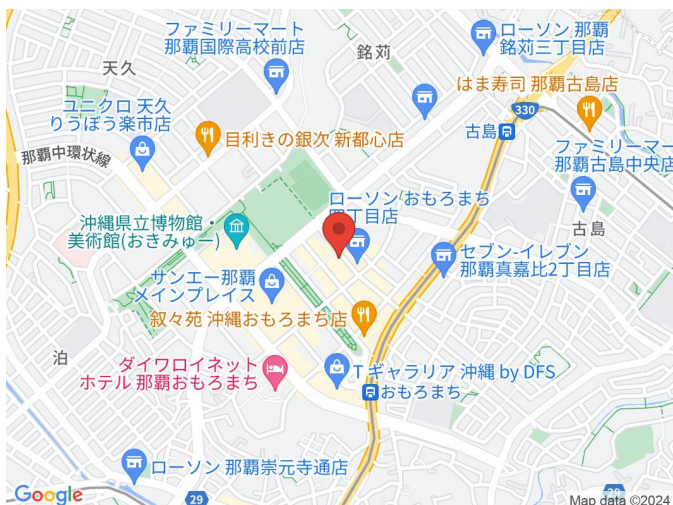 ファミリーマート
那覇国際高校前店
ローソン 那覇
銘苅三丁目店
銘苅
天久
はま寿司 那覇古島店
ユニクロ 天久
りうぼう楽市店
330
古島
目利きの銀次 新都心店
ファミリーマート
那覇古島中央店
那覇中環状線
ローソン おもろまち
四丁目店
沖縄県立博物館・
美術館(おきみゅー)
古島
セブン-イレブン
那覇真嘉比2丁目店
サンエー那覇
メインプレイス
叙々苑 沖縄おもろまち店
泊
ダイワロイネット
ホテル 那覇おもろまち
T ギャラリア 沖縄 by DFS
おもろまち
ローソン 那覇崇元寺通店
29
29
Google
Map data ©2024